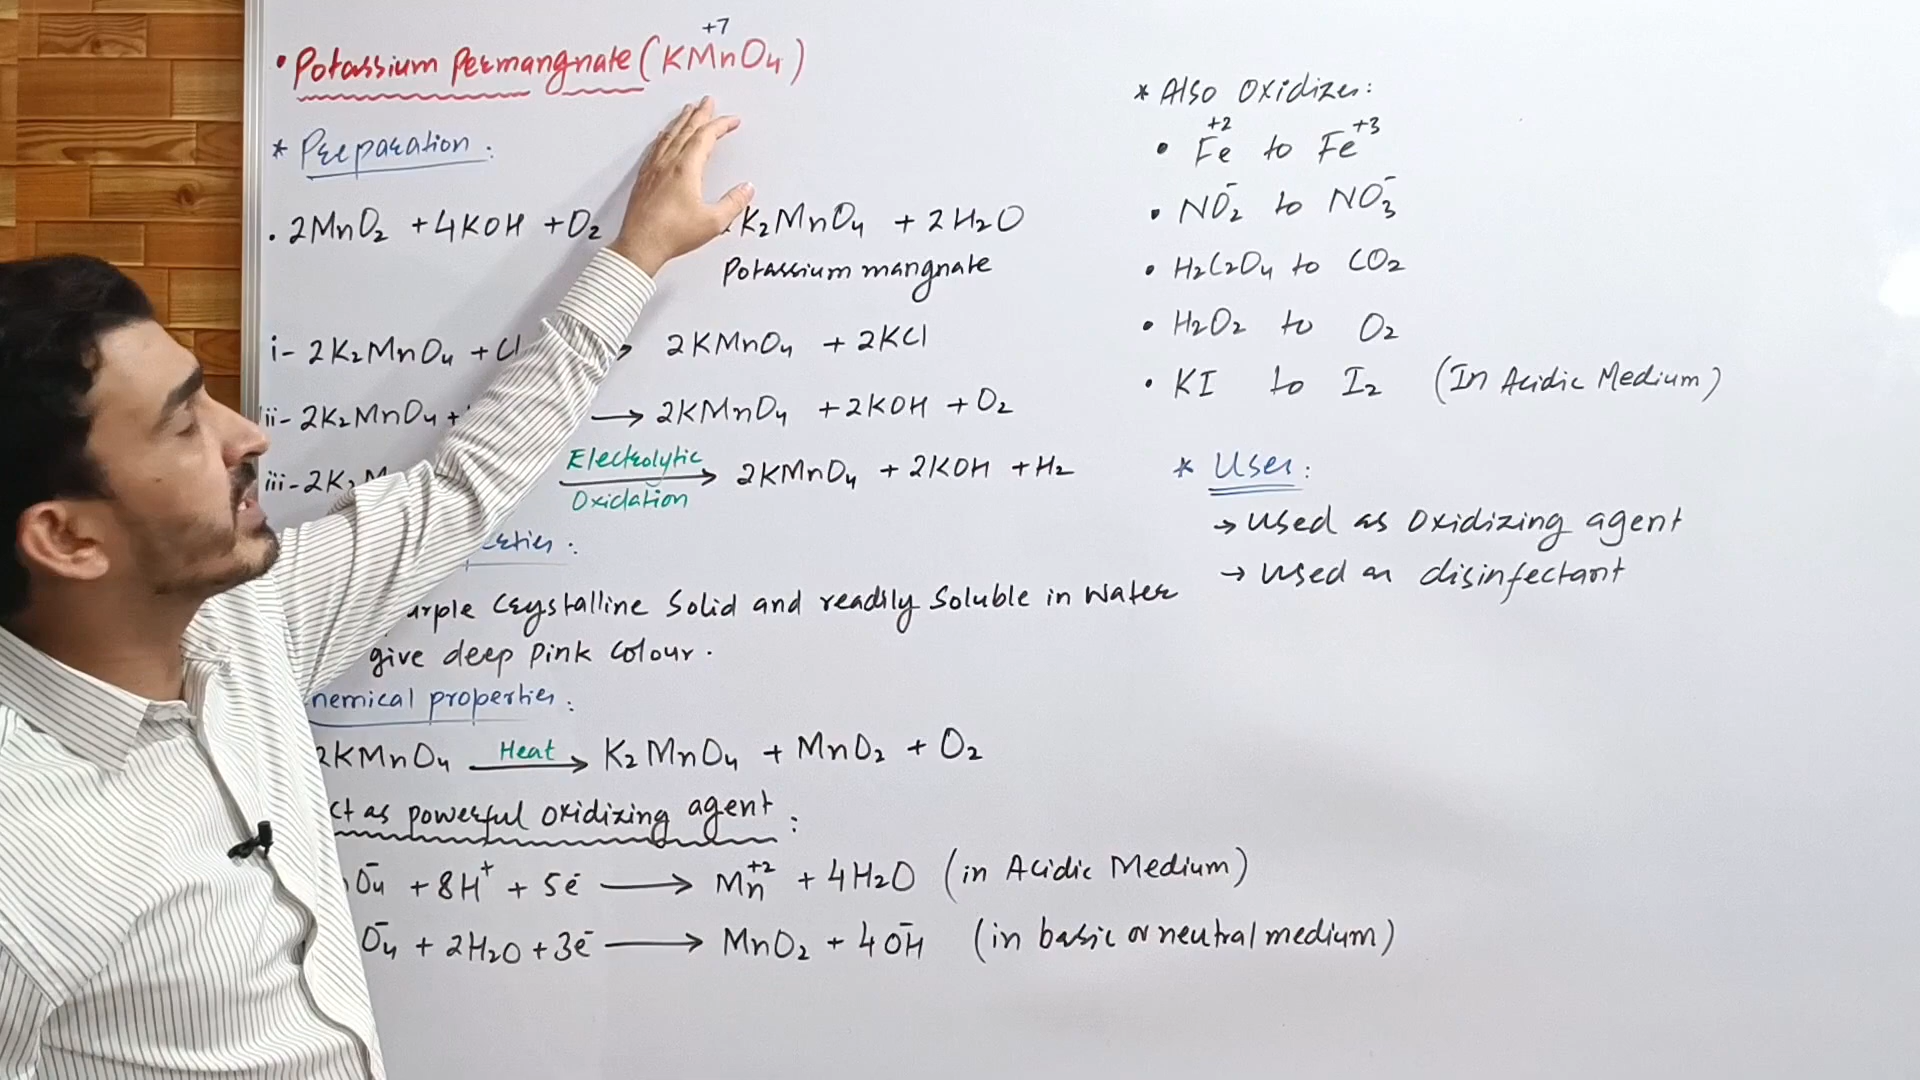 • Potassium Permangnate (KMnO4)
+7
* Preparation :
. 2MnO2 + 4KOH + O2 K2MnO4 + 2H2O
Potassium mangnate
i- 2K2MnO4 + Cl → 2KMnO4 + 2KCl
ii- 2K2MnO4 + → 2KMnO4 + 2KOH + O2
iii- 2K2 Electrolytic Oxidation → 2KMnO4 + 2KOH + H2
erties :
urple Crystalline Solid and readily Soluble in Water
give deep pink colour .
hemical properties .
2KMnO4 Heat → K2MnO4 + MnO2 + O2
ct as powerful oxidizing agent :
O4⁻ + 8H⁺ + 5e⁻ → Mn⁺² + 4H2O (in Acidic Medium)
O4⁻ + 2H2O + 3e⁻ → MnO2 + 4OH⁻ (in basic or neutral medium)
* Also Oxidizes :
• Fe⁺² to Fe⁺³
• NO2⁻ to NO3⁻
• H2C2O4 to CO2
• H2O2 to O2
• KI to I2 (In Acidic Medium)
* Uses :
→ Used as Oxidizing agent
→ Used as disinfectant